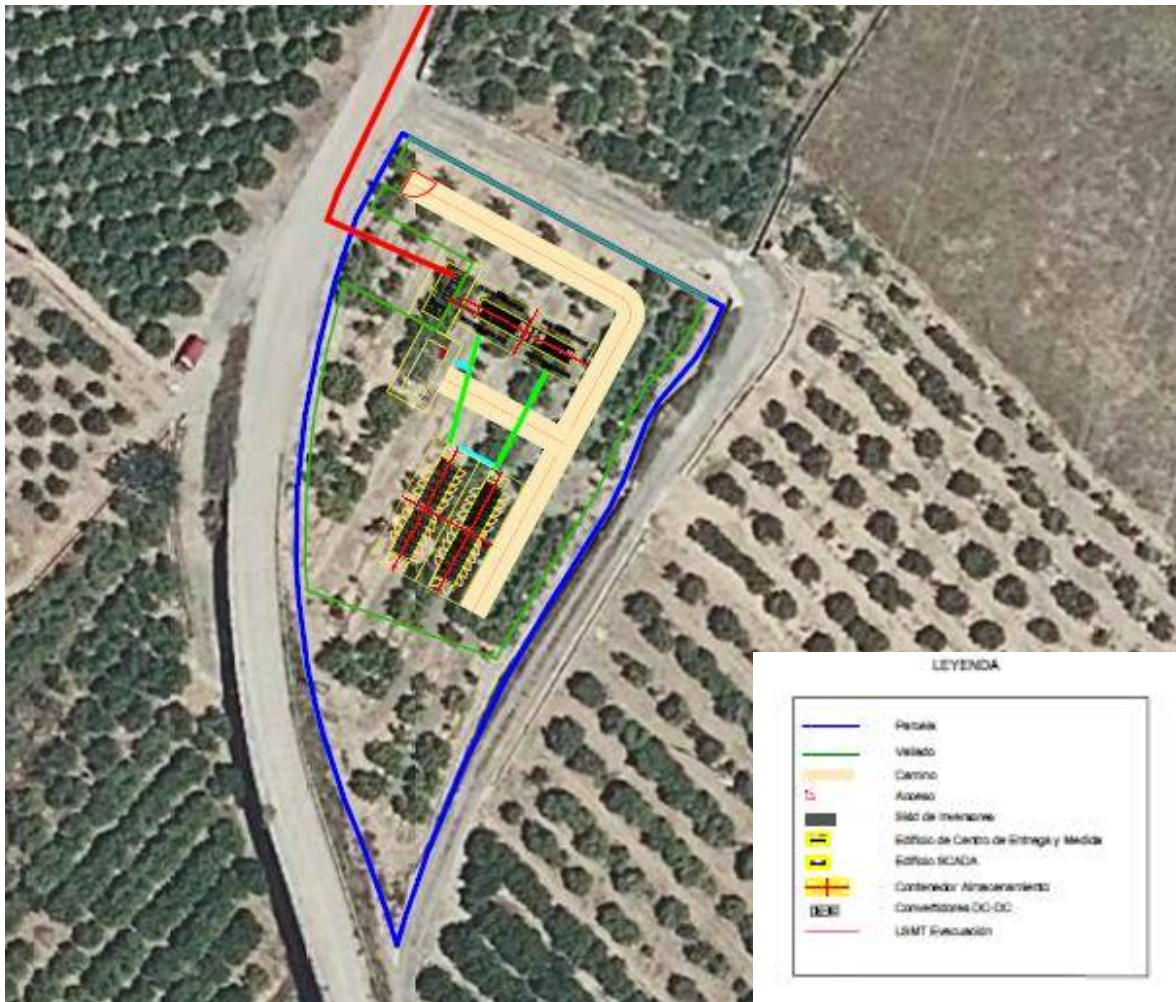 LEYENDA
Parcela
Vallado
Camino
Acceso
Skid de Inversores
Edificio de Centro de Entrega y Medida
Edificio SCADA
Contenedor Almacenamiento
Convertidores DC-DC
LSMT Evacuación